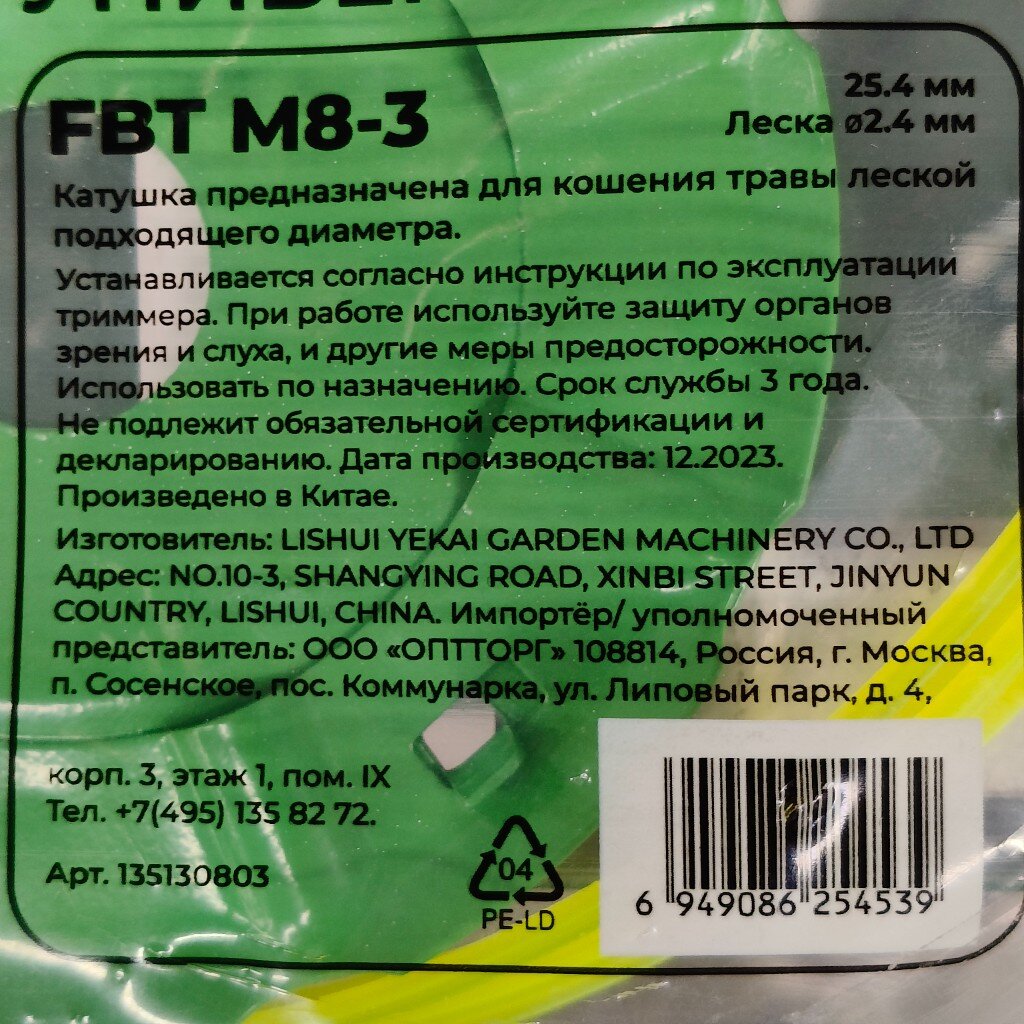 FBT M8-3
25.4 мм
Леска ø2.4 мм
Катушка предназначена для кошения травы леской
подходящего диаметра.
Устанавливается согласно инструкции по эксплуатации
триммера. При работе используйте защиту органов
зрения и слуха, и другие меры предосторожности.
Использовать по назначению. Срок службы 3 года.
Не подлежит обязательной сертификации и
декларированию. Дата производства: 12.2023.
Произведено в Китае.
Изготовитель: LISHUI YEKAI GARDEN MACHINERY CO., LTD
Адрес: NO.10-3, SHANGYING ROAD, XINBI STREET, JINYUN
COUNTRY, LISHUI, CHINA. Импортёр/ уполномоченный
представитель: ООО «ОПТТОРГ» 108814, Россия, г. Москва,
п. Сосенское, пос. Коммунарка, ул. Липовый парк, д. 4,
корп. 3, этаж 1, пом. IX
Тел. +7(495) 135 82 72.
Арт. 135130803
04
PE-LD
6 949086 254539